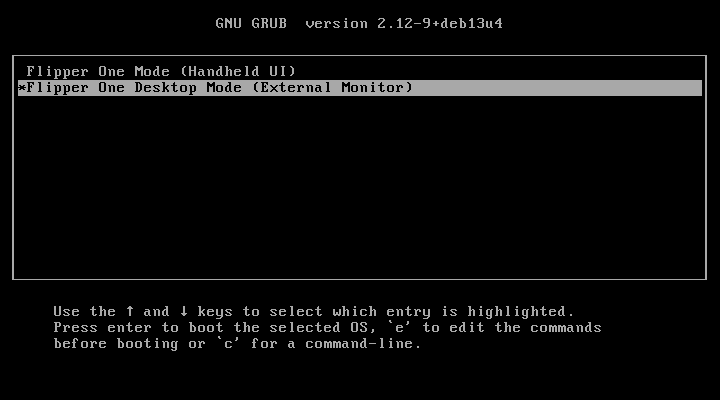 GNU GRUB  version 2.12-9+deb13u4
Flipper One Mode (Handheld UI)
*Flipper One Desktop Mode (External Monitor)
Use the ↑ and ↓ keys to select which entry is highlighted.
Press enter to boot the selected OS, `e' to edit the commands
before booting or `c' for a command-line.